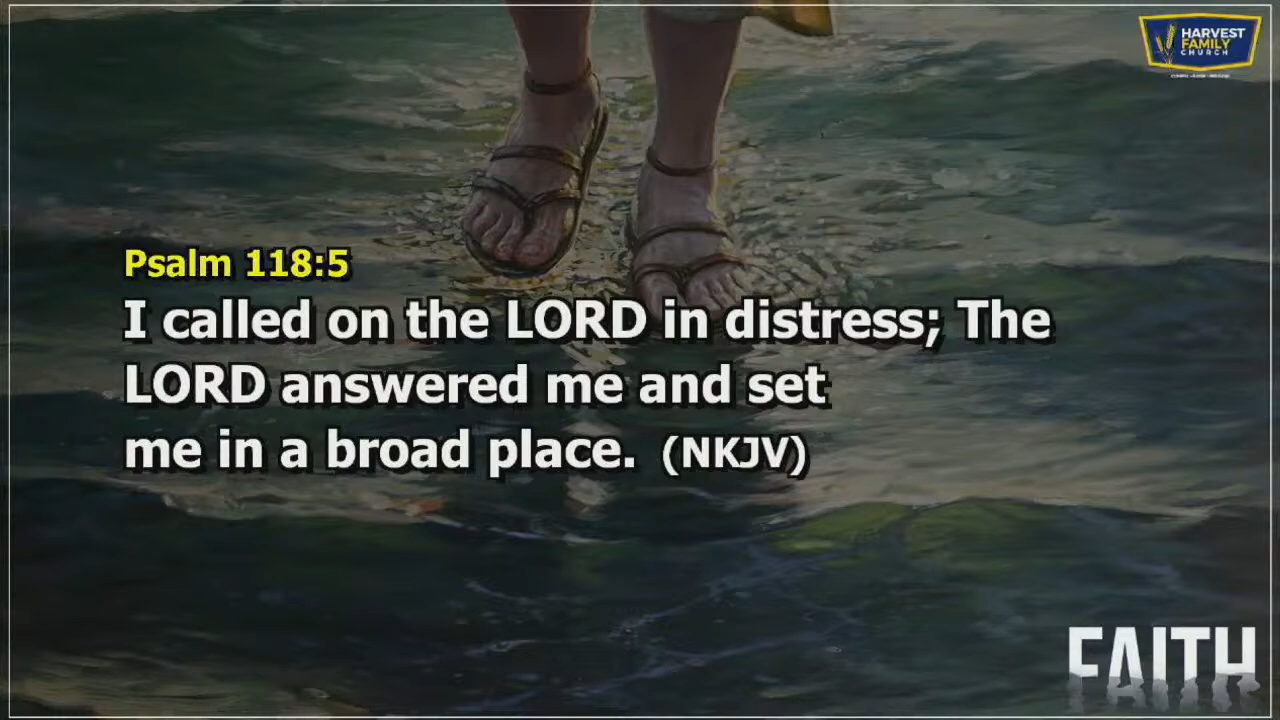 HARVEST
FAMILY
CHURCH
Psalm 118:5
I called on the LORD in distress; The
LORD answered me and set
me in a broad place. (NKJV)
FAITH